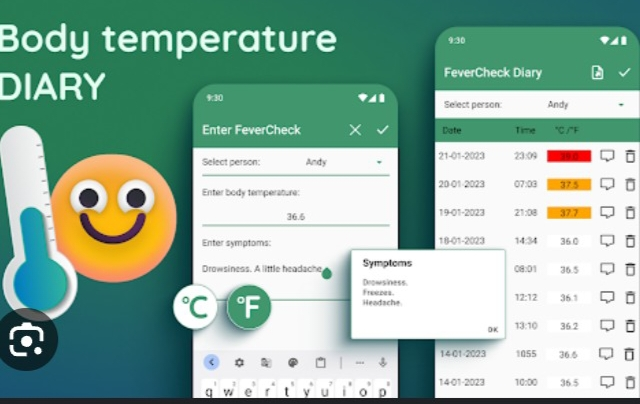 Body temperature
DIARY
9:30
Enter FeverCheck
Select person: Andy
Enter body temperature:
36.6
Enter symptoms:
Drowsiness. A little headache
°C °F
q w e r t y u i o p
Symptoms
Drowsiness.
Freezes.
Headache.
OK
9:30
FeverCheck Diary
Select person: Andy
Date Time °C /°F
21-01-2023 23:09
20-01-2023 07:03 37.5
19-01-2023 21:08 37.7
18-01-2023 14:34 36.0
08:01 36.5
12:12 36.1
13:10 36.2
14-01-2023 1055 36.6
14-01-2023 10:00 36.5